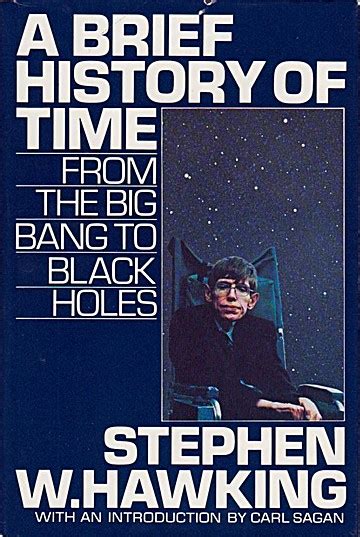 A BRIEF
HISTORY OF
TIME
FROM
THE BIG
BANG TO
BLACK
HOLES
STEPHEN
W. HAWKING
WITH AN INTRODUCTION BY CARL SAGAN